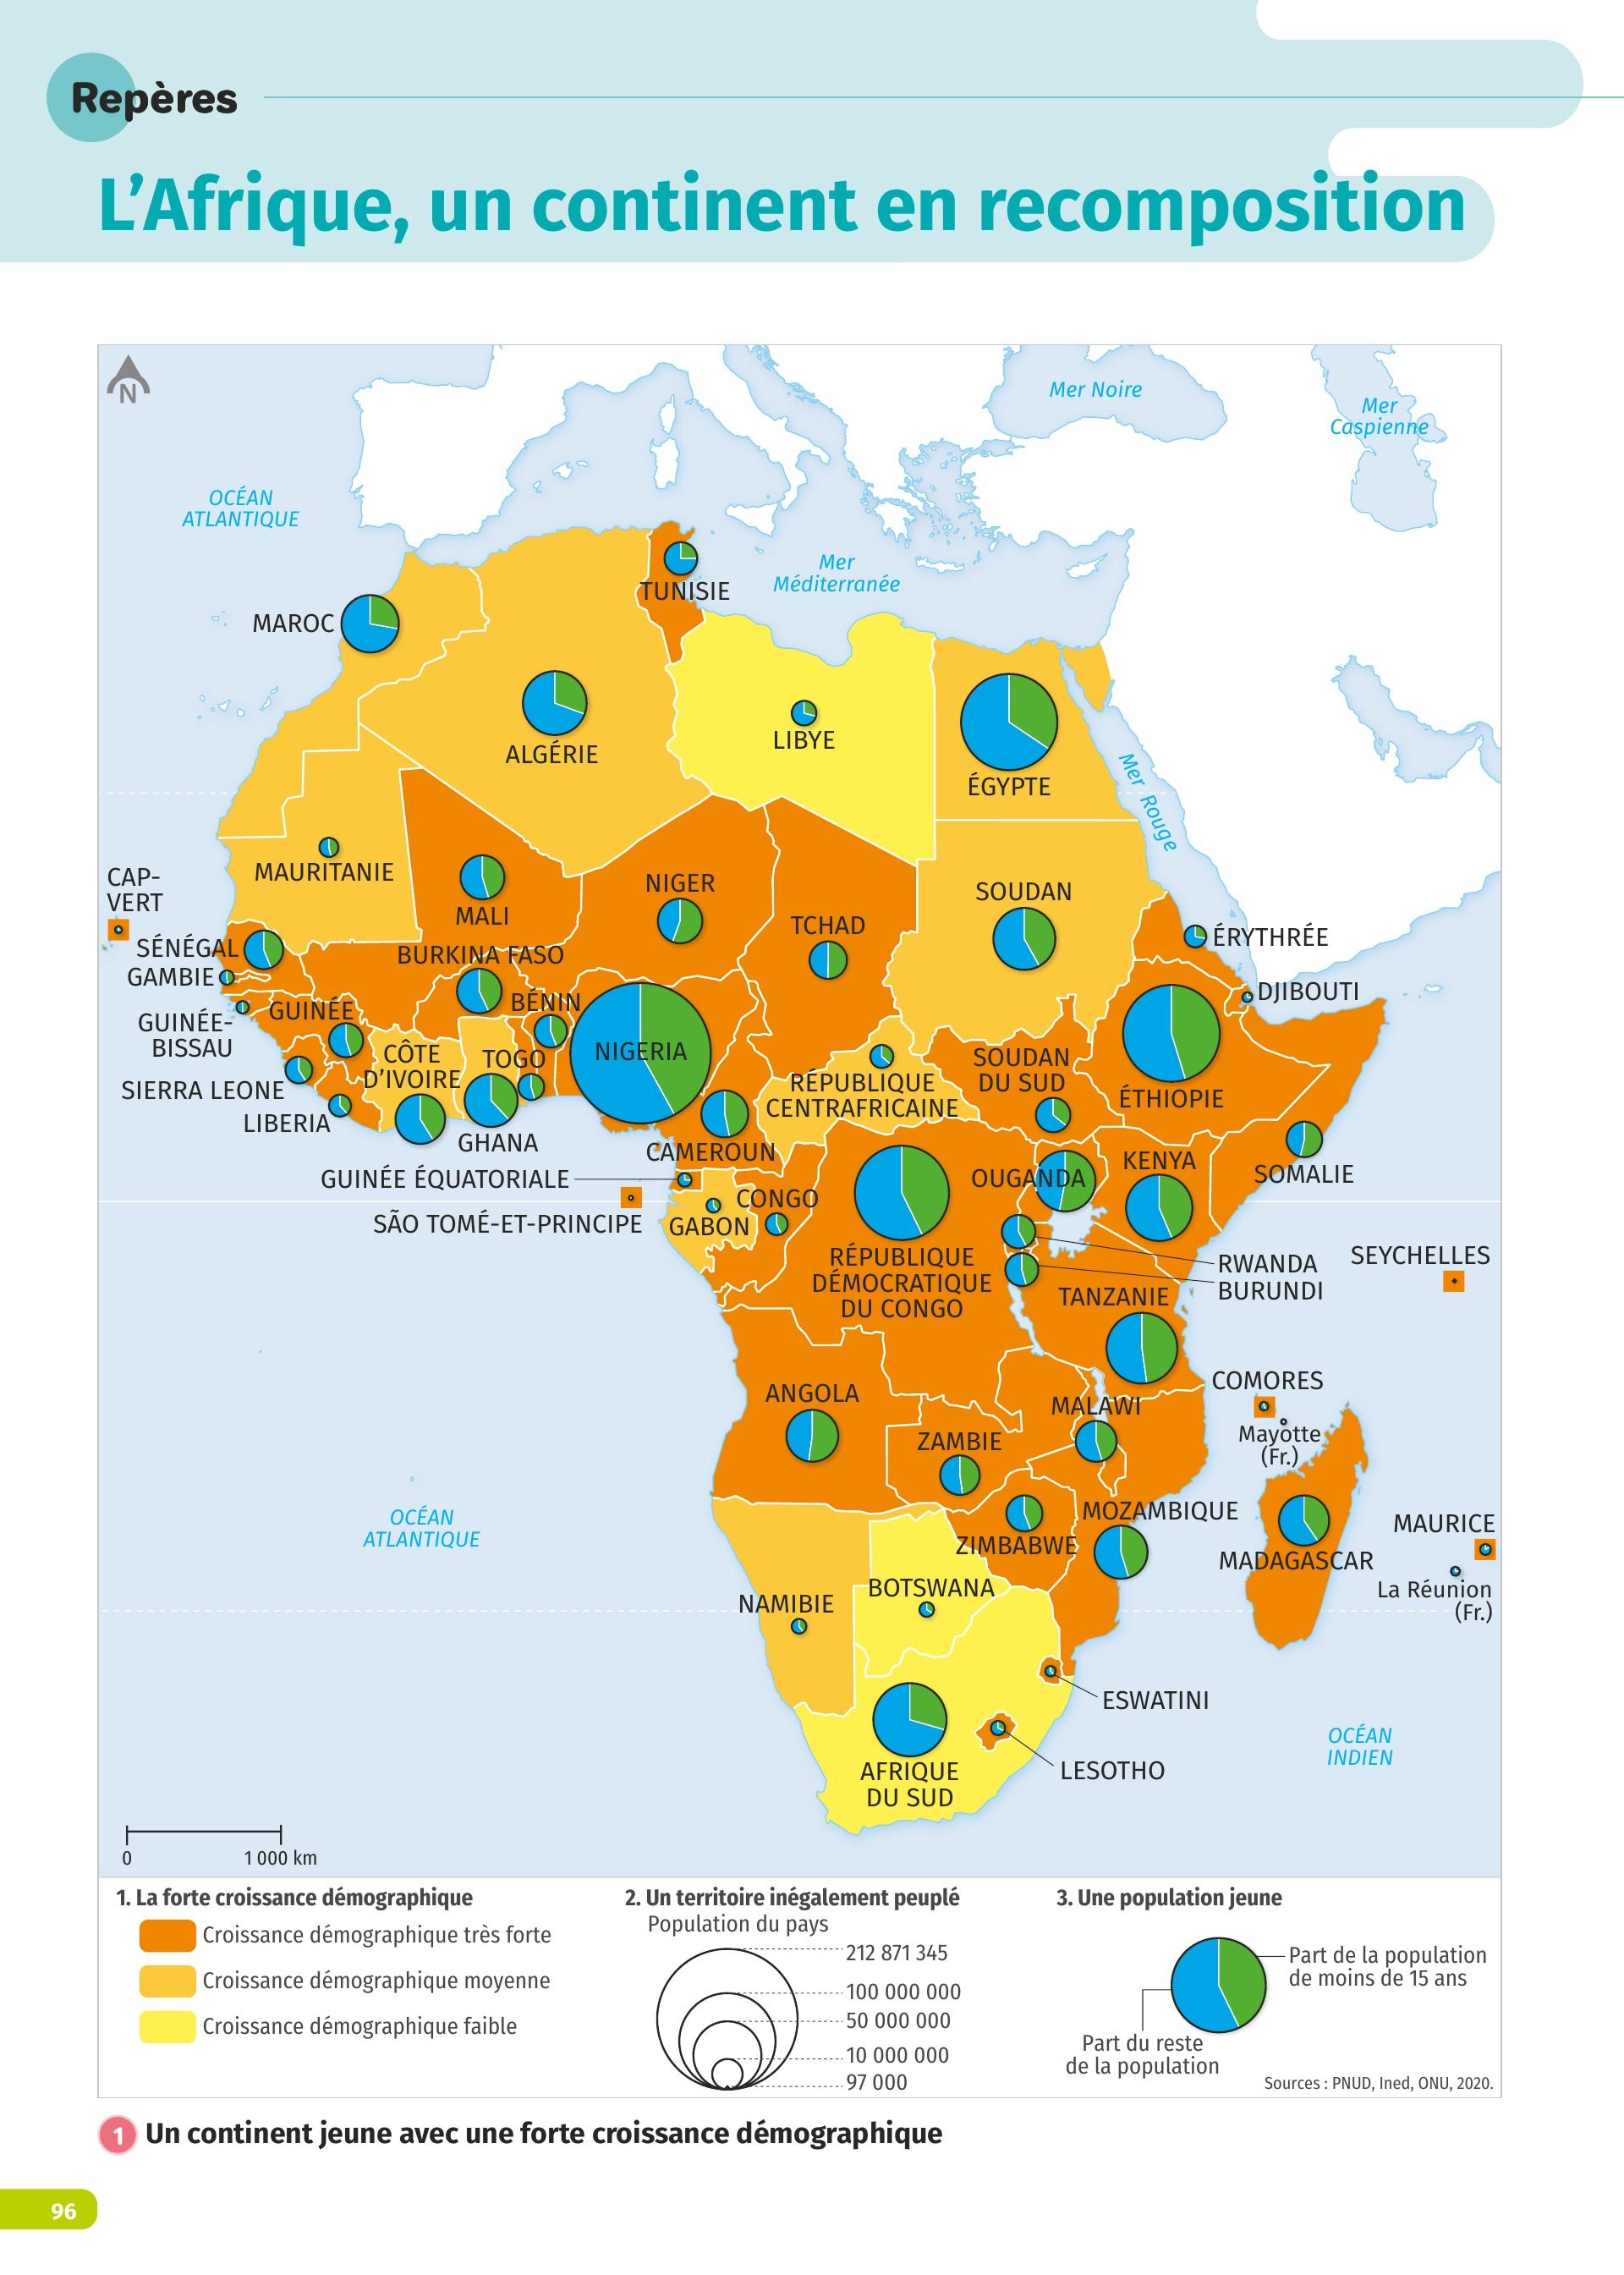 Repères
L’Afrique, un continent en recomposition
N
Mer Noire
Mer
Caspienne
OCÉAN
ATLANTIQUE
Mer
Méditerranée
TUNISIE
MAROC
ALGÉRIE
LIBYE
ÉGYPTE
Mer Rouge
MAURITANIE
CAP-
VERT
MALI
NIGER
TCHAD
SOUDAN
SÉNÉGAL
BURKINA FASO
ÉRYTHRÉE
GAMBIE
GUINÉE
BÉNIN
DJIBOUTI
GUINÉE-
BISSAU
CÔTE
D’IVOIRE
TOGO
NIGERIA
SOUDAN
DU SUD
RÉPUBLIQUE
CENTRAFRICAINE
ÉTHIOPIE
SIERRA LEONE
LIBERIA
GHANA
CAMEROUN
OUGANDA
KENYA
SOMALIE
GUINÉE ÉQUATORIALE
SÃO TOMÉ-ET-PRINCIPE
GABON
CONGO
RÉPUBLIQUE
DÉMOCRATIQUE
DU CONGO
RWANDA
BURUNDI
SEYCHELLES
TANZANIE
ANGOLA
MALAWI
COMORES
Mayotte
(Fr.)
ZAMBIE
OCÉAN
ATLANTIQUE
ZIMBABWE
MOZAMBIQUE
MADAGASCAR
MAURICE
La Réunion
(Fr.)
NAMIBIE
BOTSWANA
ESWATINI
LESOTHO
AFRIQUE
DU SUD
OCÉAN
INDIEN
0 1 000 km
1. La forte croissance démographique
Croissance démographique très forte
Croissance démographique moyenne
Croissance démographique faible
2. Un territoire inégalement peuplé
Population du pays
212 871 345
100 000 000
50 000 000
10 000 000
97 000
3. Une population jeune
Part de la population
de moins de 15 ans
Part du reste
de la population
Sources : PNUD, Ined, ONU, 2020.
1 Un continent jeune avec une forte croissance démographique
96